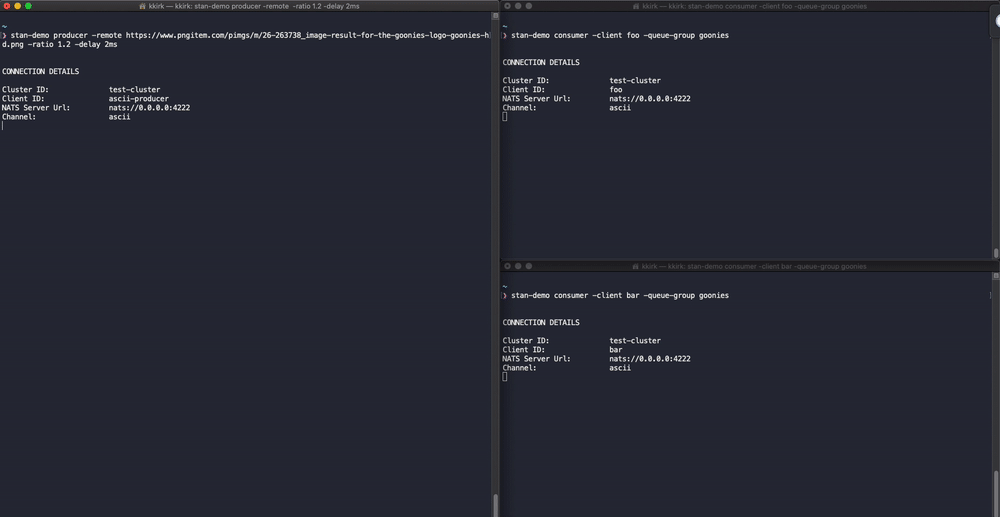 kkirk — kkirk: stan-demo producer -remote  -ratio 1.2 -delay 2ms
~
❯ stan-demo producer -remote https://www.pngitem.com/pimgs/m/26-263738_image-result-for-the-goonies-logo-goonies-h
d.png -ratio 1.2 -delay 2ms
CONNECTION DETAILS
Cluster ID: test-cluster
Client ID: ascii-producer
NATS Server Url: nats://0.0.0.0:4222
Channel: ascii
kkirk — kkirk: stan-demo consumer -client foo -queue-group goonies
~
❯ stan-demo consumer -client foo -queue-group goonies
CONNECTION DETAILS
Cluster ID: test-cluster
Client ID: foo
NATS Server Url: nats://0.0.0.0:4222
Channel: ascii
kkirk — kkirk: stan-demo consumer -client bar -queue-group goonies
~
❯ stan-demo consumer -client bar -queue-group goonies
CONNECTION DETAILS
Cluster ID: test-cluster
Client ID: bar
NATS Server Url: nats://0.0.0.0:4222
Channel: ascii